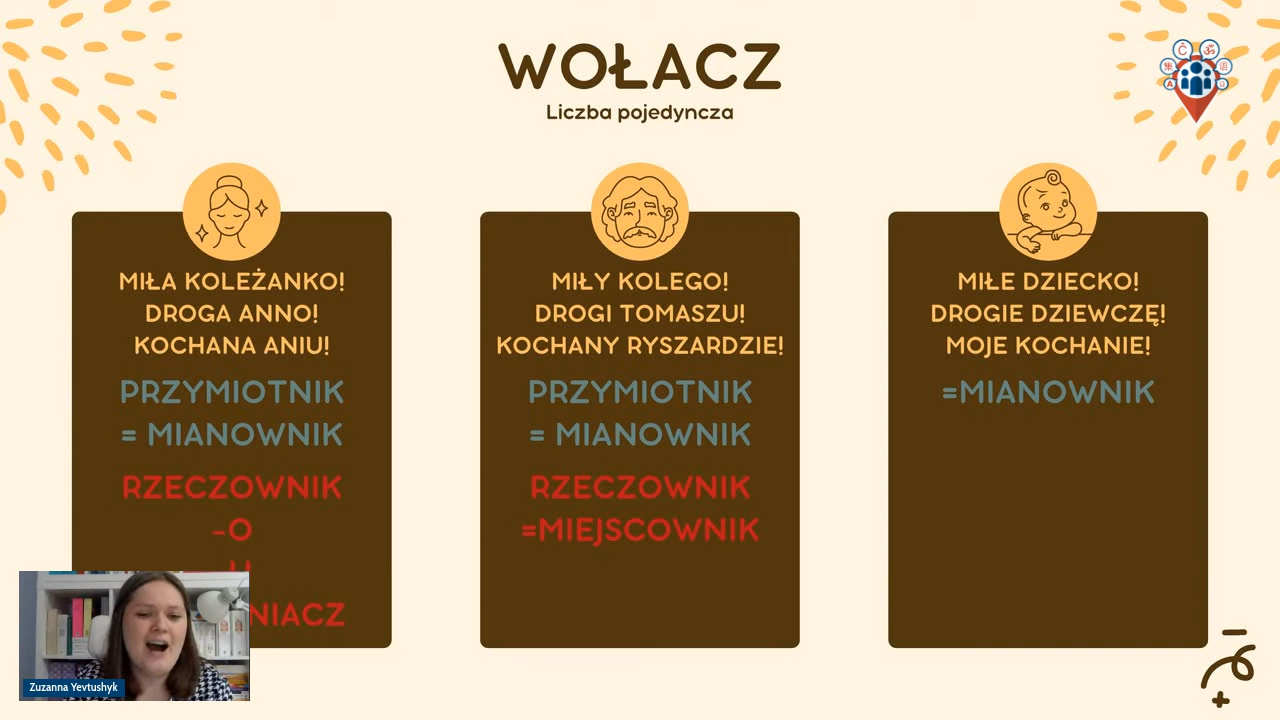 WOŁACZ
Liczba pojedyncza
MIŁA KOLEŻANKO!
DROGA ANNO!
KOCHANA ANIU!
PRZYMIOTNIK
= MIANOWNIK
RZECZOWNIK
-O
MIŁY KOLEGO!
DROGI TOMASZU!
KOCHANY RYSZARDZIE!
PRZYMIOTNIK
= MIANOWNIK
RZECZOWNIK
=MIEJSCOWNIK
MIŁE DZIECKO!
DROGIE DZIEWCZĘ!
MOJE KOCHANIE!
=MIANOWNIK
Zuzanna Yevtushyk